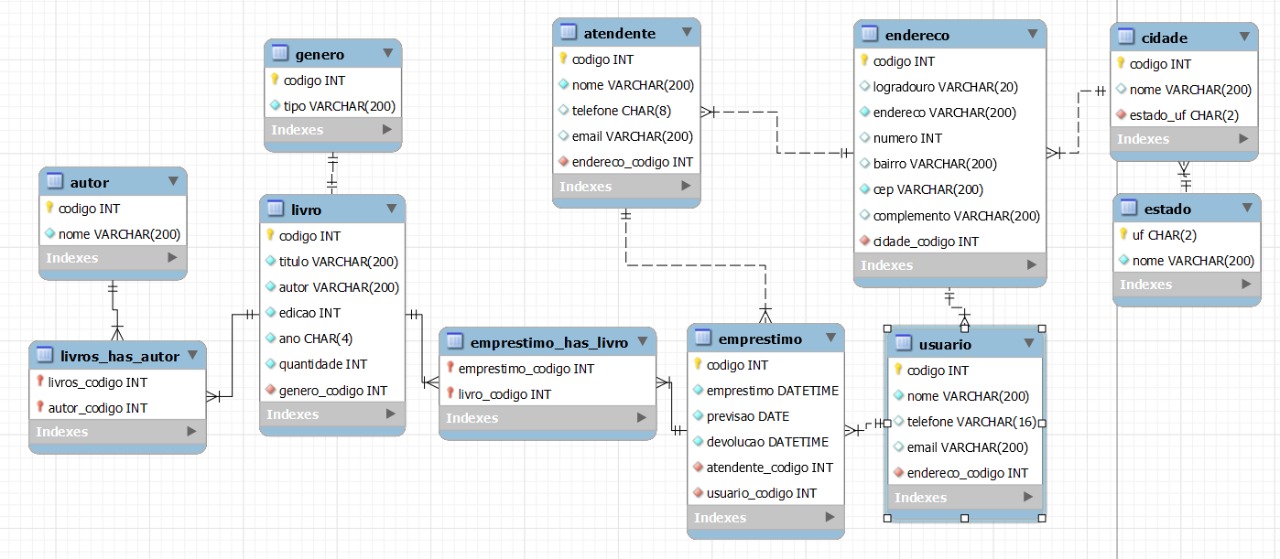 genero
codigo INT
tipo VARCHAR(200)
Indexes
autor
codigo INT
nome VARCHAR(200)
Indexes
livro
codigo INT
titulo VARCHAR(200)
autor VARCHAR(200)
edicao INT
ano CHAR(4)
quantidade INT
genero_codigo INT
Indexes
livros_has_autor
livros_codigo INT
autor_codigo INT
Indexes
emprestimo_has_livro
emprestimo_codigo INT
livro_codigo INT
Indexes
atendente
codigo INT
nome VARCHAR(200)
telefone CHAR(8)
email VARCHAR(200)
endereco_codigo INT
Indexes
emprestimo
codigo INT
emprestimo DATETIME
previsao DATE
devolucao DATETIME
atendente_codigo INT
usuario_codigo INT
Indexes
endereco
codigo INT
logradouro VARCHAR(20)
endereco VARCHAR(200)
numero INT
bairro VARCHAR(200)
cep VARCHAR(200)
complemento VARCHAR(200)
cidade_codigo INT
Indexes
usuario
codigo INT
nome VARCHAR(200)
telefone VARCHAR(16)
email VARCHAR(200)
endereco_codigo INT
Indexes
cidade
codigo INT
nome VARCHAR(200)
estado_uf CHAR(2)
Indexes
estado
uf CHAR(2)
nome VARCHAR(200)
Indexes